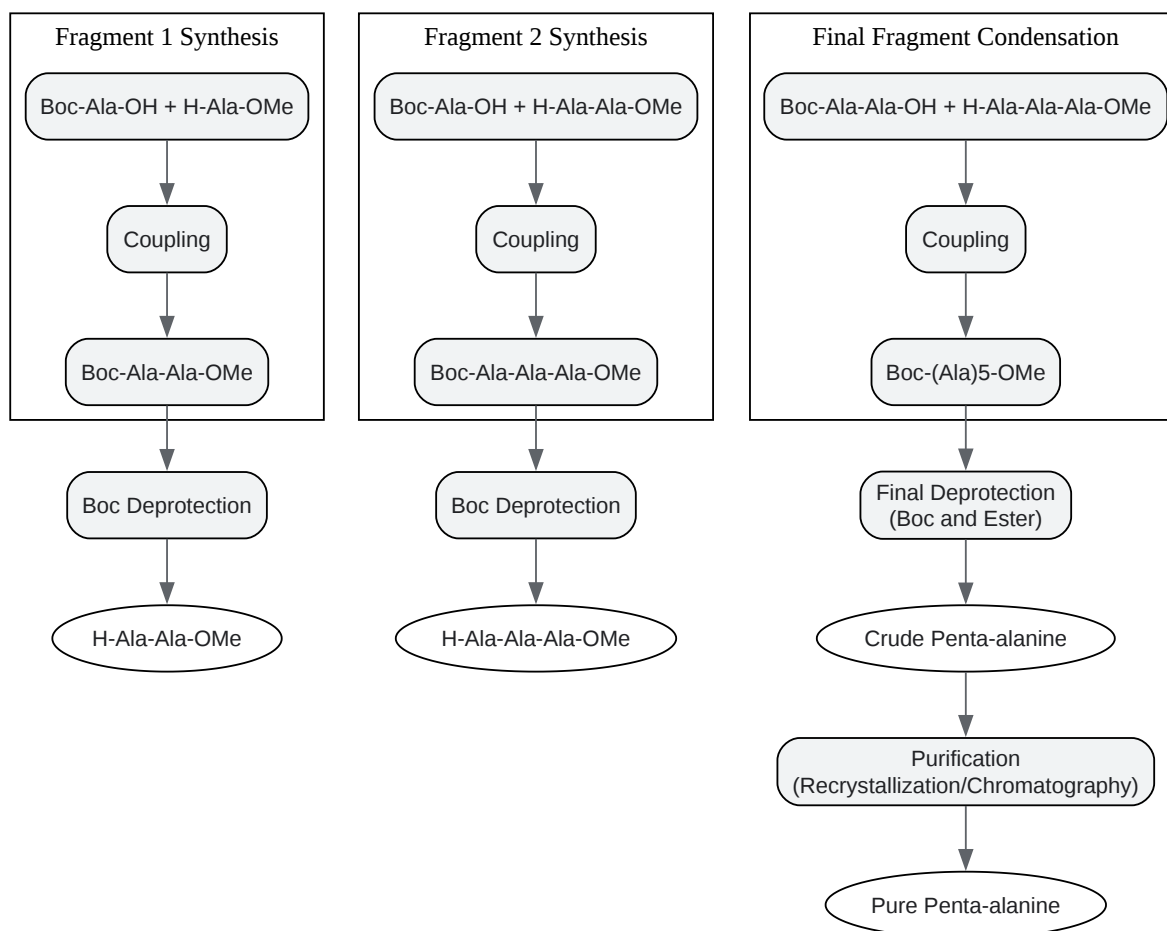 Fragment 1 Synthesis
Boc-Ala-OH + H-Ala-OMe
Coupling
Boc-Ala-Ala-OMe
Boc Deprotection
H-Ala-Ala-OMe
Fragment 2 Synthesis
Boc-Ala-OH + H-Ala-Ala-OMe
Coupling
Boc-Ala-Ala-Ala-OMe
Boc Deprotection
H-Ala-Ala-Ala-OMe
Final Fragment Condensation
Boc-Ala-Ala-OH + H-Ala-Ala-Ala-OMe
Coupling
Boc-(Ala)5-OMe
Final Deprotection
(Boc and Ester)
Crude Penta-alanine
Purification
(Recrystallization/Chromatography)
Pure Penta-alanine